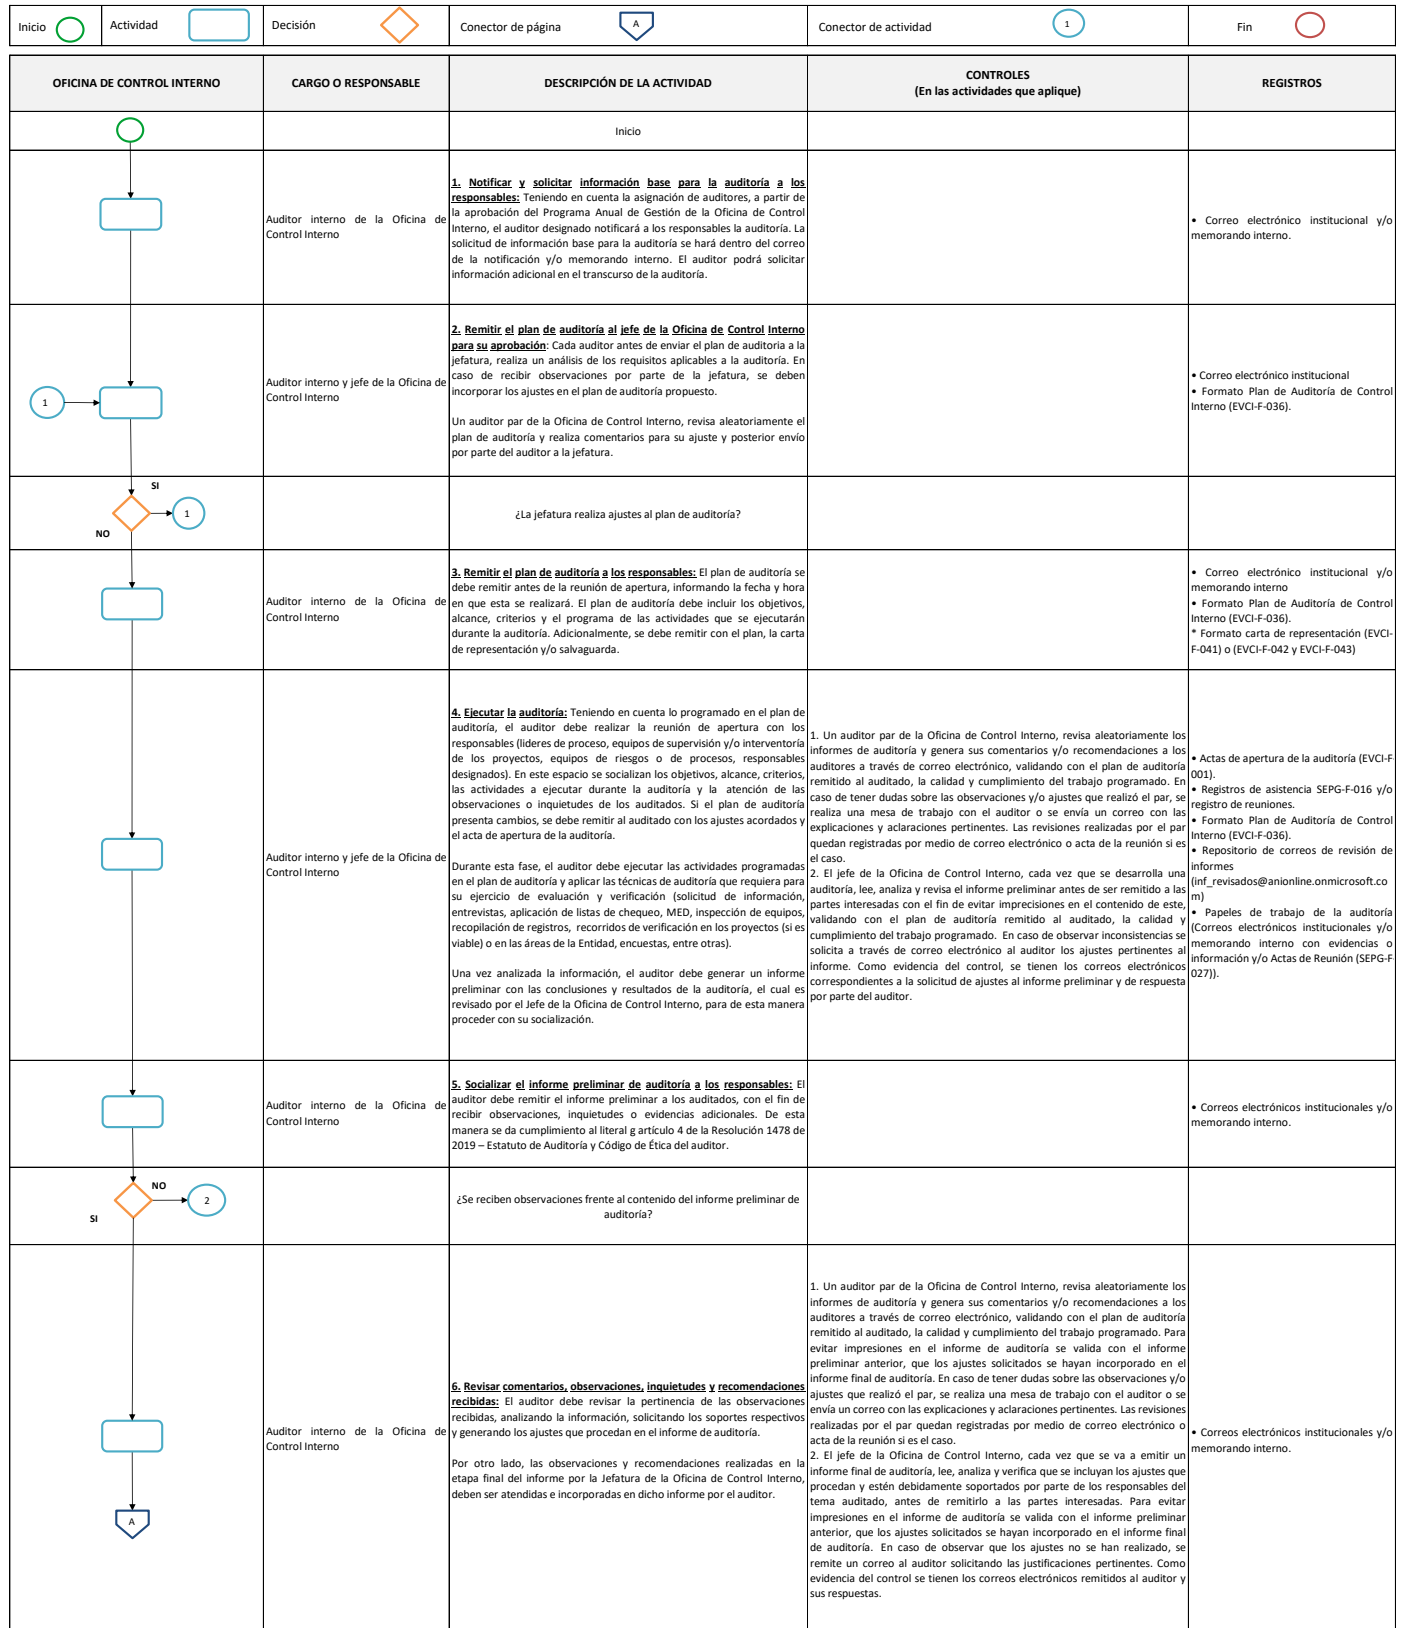 Inicio
Actividad
Decisión
Conector de página
A
Conector de actividad
1
Fin
OFICINA DE CONTROL INTERNO
CARGO O RESPONSABLE
DESCRIPCIÓN DE LA ACTIVIDAD
CONTROLES
(En las actividades que aplique)
REGISTROS
Inicio
Auditor interno de la Oficina de
Control Interno
1. Notificar y solicitar información base para la auditoría a los
responsables: Teniendo en cuenta la asignación de auditores, a partir de
la aprobación del Programa Anual de Gestión de la Oficina de Control
Interno, el auditor designado notificará a los responsables la auditoría. La
solicitud de información base para la auditoría se hará dentro del correo
de la notificación y/o memorando interno. El auditor podrá solicitar
información adicional en el transcurso de la auditoría.
• Correo electrónico institucional y/o
memorando interno.
1
Auditor interno y jefe de la Oficina de
Control Interno
2. Remitir el plan de auditoría al jefe de la Oficina de Control Interno
para su aprobación: Cada auditor antes de enviar el plan de auditoria a la
jefatura, realiza un análisis de los requisitos aplicables a la auditoría. En
caso de recibir observaciones por parte de la jefatura, se deben
incorporar los ajustes en el plan de auditoría propuesto.
Un auditor par de la Oficina de Control Interno, revisa aleatoriamente el
plan de auditoría y realiza comentarios para su ajuste y posterior envío
por parte del auditor a la jefatura.
• Correo electrónico institucional
• Formato Plan de Auditoría de Control
Interno (EVCI-F-036).
SI
1
NO
¿La jefatura realiza ajustes al plan de auditoría?
Auditor interno de la Oficina de
Control Interno
3. Remitir el plan de auditoría a los responsables: El plan de auditoría se
debe remitir antes de la reunión de apertura, informando la fecha y hora
en que esta se realizará. El plan de auditoría debe incluir los objetivos,
alcance, criterios y el programa de las actividades que se ejecutarán
durante la auditoría. Adicionalmente, se debe remitir con el plan, la carta
de representación y/o salvaguarda.
• Correo electrónico institucional y/o
memorando interno
• Formato Plan de Auditoría de Control
Interno (EVCI-F-036).
* Formato carta de representación (EVCI-
F-041) o (EVCI-F-042 y EVCI-F-043)
Auditor interno y jefe de la Oficina de
Control Interno
4. Ejecutar la auditoría: Teniendo en cuenta lo programado en el plan de
auditoría, el auditor debe realizar la reunión de apertura con los
responsables (lideres de proceso, equipos de supervisión y/o interventoría
de los proyectos, equipos de riesgos o de procesos, responsables
designados). En este espacio se socializan los objetivos, alcance, criterios,
las actividades a ejecutar durante la auditoría y la atención de las
observaciones o inquietudes de los auditados. Si el plan de auditoría
presenta cambios, se debe remitir al auditado con los ajustes acordados y
el acta de apertura de la auditoría.
Durante esta fase, el auditor debe ejecutar las actividades programadas
en el plan de auditoría y aplicar las técnicas de auditoría que requiera para
su ejercicio de evaluación y verificación (solicitud de información,
entrevistas, aplicación de listas de chequeo, MED, inspección de equipos,
recopilación de registros, recorridos de verificación en los proyectos (si es
viable) o en las áreas de la Entidad, encuestas, entre otras).
Una vez analizada la información, el auditor debe generar un informe
preliminar con las conclusiones y resultados de la auditoría, el cual es
revisado por el Jefe de la Oficina de Control Interno, para de esta manera
proceder con su socialización.
1. Un auditor par de la Oficina de Control Interno, revisa aleatoriamente los
informes de auditoría y genera sus comentarios y/o recomendaciones a los
auditores a través de correo electrónico, validando con el plan de auditoría
remitido al auditado, la calidad y cumplimiento del trabajo programado. En
caso de tener dudas sobre las observaciones y/o ajustes que realizó el par, se
realiza una mesa de trabajo con el auditor o se envía un correo con las
explicaciones y aclaraciones pertinentes. Las revisiones realizadas por el par
quedan registradas por medio de correo electrónico o acta de la reunión si es
el caso.
2. El jefe de la Oficina de Control Interno, cada vez que se desarrolla una
auditoría, lee, analiza y revisa el informe preliminar antes de ser remitido a las
partes interesadas con el fin de evitar imprecisiones en el contenido de este,
validando con el plan de auditoría remitido al auditado, la calidad y
cumplimiento del trabajo programado. En caso de observar inconsistencias se
solicita a través de correo electrónico al auditor los ajustes pertinentes al
informe. Como evidencia del control, se tienen los correos electrónicos
correspondientes a la solicitud de ajustes al informe preliminar y de respuesta
por parte del auditor.
• Actas de apertura de la auditoría (EVCI-F-
001).
• Registros de asistencia SEPG-F-016 y/o
registro de reuniones.
• Formato Plan de Auditoría de Control
Interno (EVCI-F-036).
• Repositorio de correos de revisión de
informes
(inf_revisados@anionline.onmicrosoft.co
m)
• Papeles de trabajo de la auditoría
(Correos electrónicos institucionales y/o
memorando interno con evidencias o
información y/o Actas de Reunión (SEPG-F-
027)).
Auditor interno de la Oficina de
Control Interno
5. Socializar el informe preliminar de auditoría a los responsables: El
auditor debe remitir el informe preliminar a los auditados, con el fin de
recibir observaciones, inquietudes o evidencias adicionales. De esta
manera se da cumplimiento al literal g artículo 4 de la Resolución 1478 de
2019 – Estatuto de Auditoría y Código de Ética del auditor.
• Correos electrónicos institucionales y/o
memorando interno.
NO
2
SI
¿Se reciben observaciones frente al contenido del informe preliminar de
auditoría?
Auditor interno de la Oficina de
Control Interno
6. Revisar comentarios, observaciones, inquietudes y recomendaciones
recibidas: El auditor debe revisar la pertinencia de las observaciones
recibidas, analizando la información, solicitando los soportes respectivos
y generando los ajustes que procedan en el informe de auditoría.
Por otro lado, las observaciones y recomendaciones realizadas en la
etapa final del informe por la Jefatura de la Oficina de Control Interno,
deben ser atendidas e incorporadas en dicho informe por el auditor.
1. Un auditor par de la Oficina de Control Interno, revisa aleatoriamente los
informes de auditoría y genera sus comentarios y/o recomendaciones a los
auditores a través de correo electrónico, validando con el plan de auditoría
remitido al auditado, la calidad y cumplimiento del trabajo programado. Para
evitar impresiones en el informe de auditoría se valida con el informe
preliminar anterior, que los ajustes solicitados se hayan incorporado en el
informe final de auditoría. En caso de tener dudas sobre las observaciones y/o
ajustes que realizó el par, se realiza una mesa de trabajo con el auditor o se
envía un correo con las explicaciones y aclaraciones pertinentes. Las revisiones
realizadas por el par quedan registradas por medio de correo electrónico o
acta de la reunión si es el caso.
2. El jefe de la Oficina de Control Interno, cada vez que se va a emitir un
informe final de auditoría, lee, analiza y verifica que se incluyan los ajustes que
procedan y estén debidamente soportados por parte de los responsables del
tema auditado, antes de remitirlo a las partes interesadas. Para evitar
impresiones en el informe de auditoría se valida con el informe preliminar
anterior, que los ajustes solicitados se hayan incorporado en el informe final
de auditoría. En caso de observar que los ajustes no se han realizado, se
remite un correo al auditor solicitando las justificaciones pertinentes. Como
evidencia del control se tienen los correos electrónicos remitidos al auditor y
sus respuestas.
• Correos electrónicos institucionales y/o
memorando interno.
A